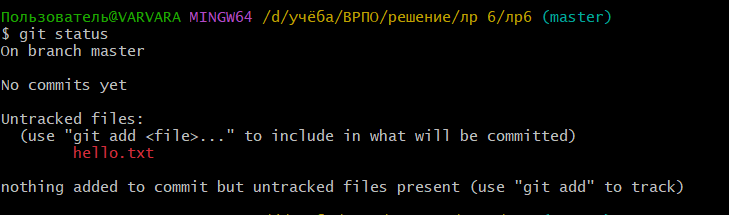 Пользователь@VARVARA MINGW64 /d/учёба/ВРПО/решение/лр 6/лр6 (master)
$ git status
On branch master
No commits yet
Untracked files:
(use "git add <file>..." to include in what will be committed)
hello.txt
nothing added to commit but untracked files present (use "git add" to track)